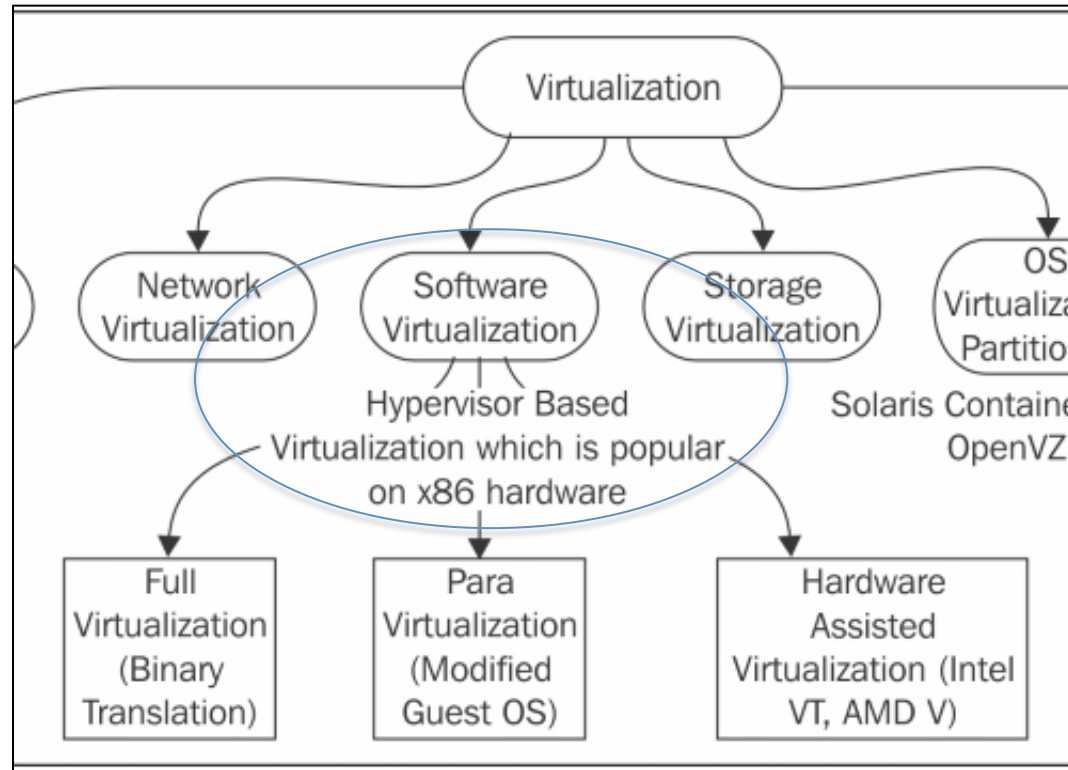 Virtualization
Network
Virtualization
Software
Virtualization
Storage
Virtualization
OS
Partitio
Solaris Containe
OpenVZ
Hypervisor Based
Virtualization which is popular
on x86 hardware
Full
Virtualization
(Binary
Translation)
Para
Virtualization
(Modified
Guest OS)
Hardware
Assisted
Virtualization (Intel
VT, AMD V)